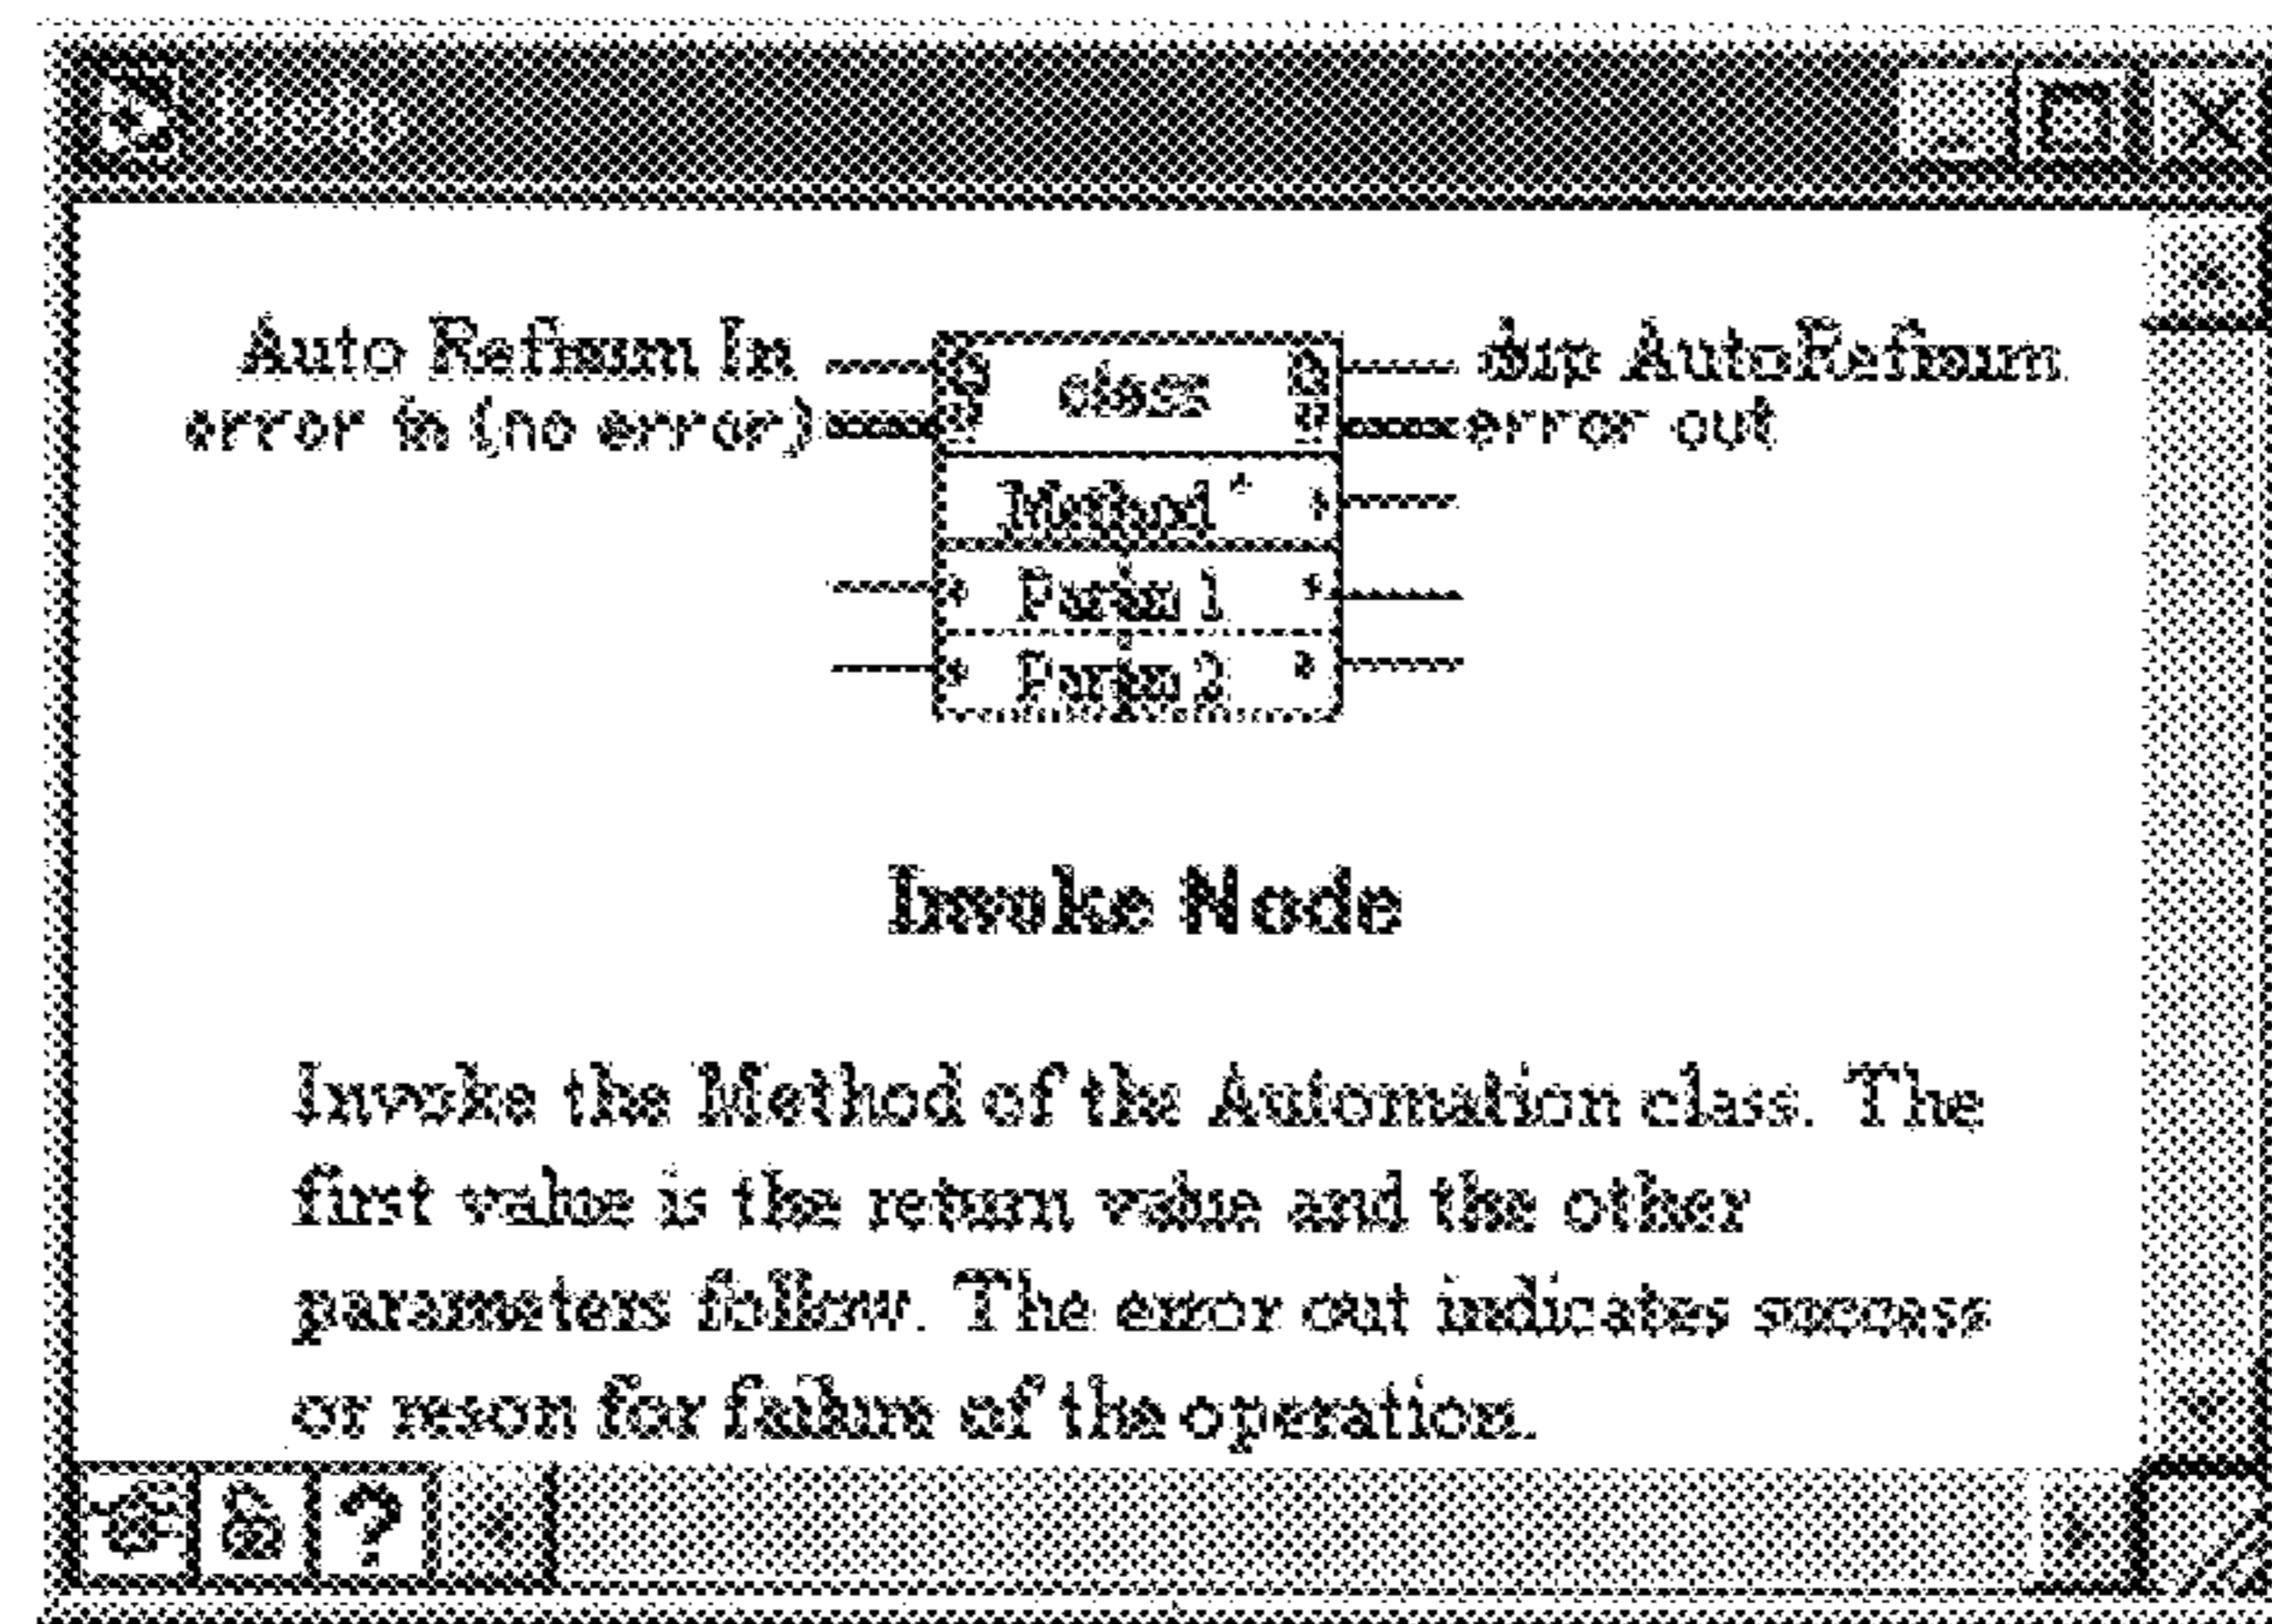 Help
Auto Refnum In
error in (no error)
class
dup AutoRefnum
error out
Method
Param 1
Param 2
Invoke Node
Invoke the Method of the Automation class. The
first value is the return value and the other
parameters follow. The error out indicates success
or reson for failure of the operation.
?